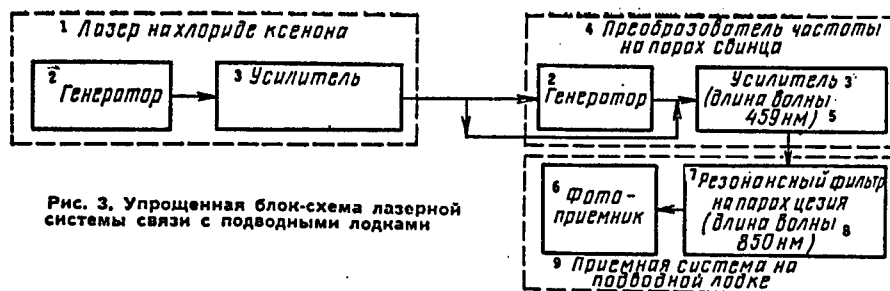 1 Лазер на хлориде ксенона
2 Генератор
3 Усилитель
4 Преобразователь частоты
на парах свинца
2 Генератор
Усилитель 3
(длина волны
459 нм) 5
6 Фото-
приемник
7 Резонансный фильтр
на парах цезия
(длина волны 8
850 нм)
9 Приемная система на
подводной лодке
Рис. 3. Упрощенная блок-схема лазерной
системы связи с подводными лодками